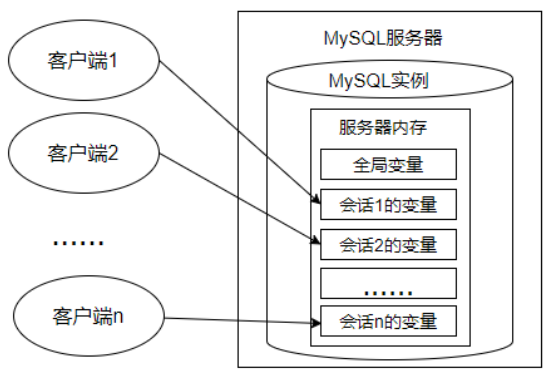 客户端1
客户端2
……
客户端n
MySQL服务器
MySQL实例
服务器内存
全局变量
会话1的变量
会话2的变量
……
会话n的变量